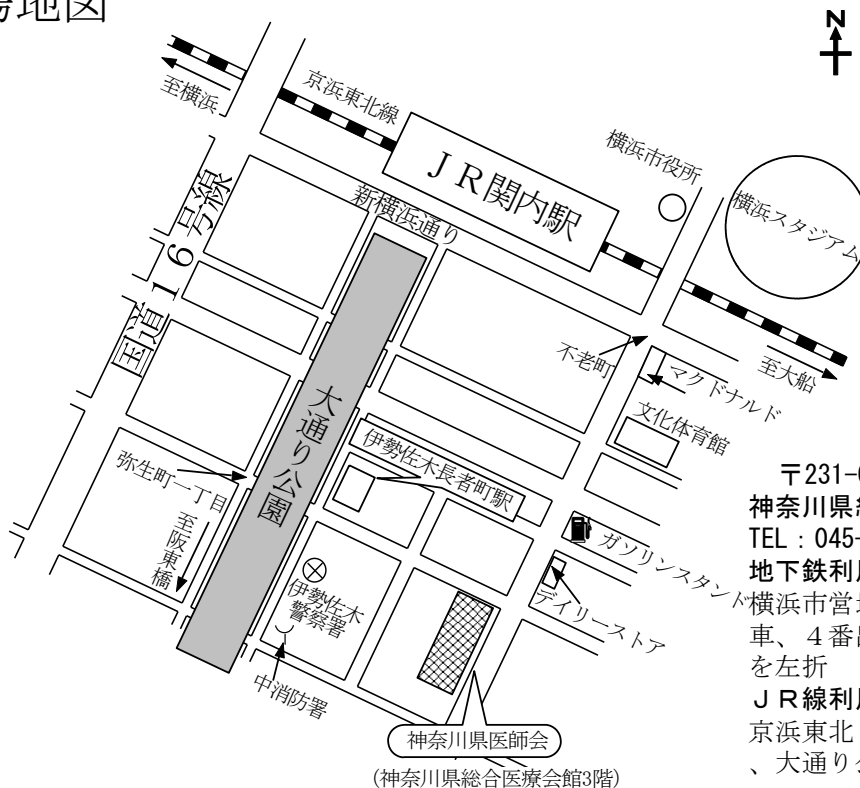 場地図
N
至横浜
京浜東北線
JR関内駅
横浜市役所
横浜スタジアム
新横浜通り
国道16号線
不老町
マクドナルド
至大船
文化体育館
大通り公園
伊勢佐木長者町駅
弥生町一丁目
至阪東橋
ガソリンスタンド
デイリーストア
伊勢佐木
警察署
中消防署
神奈川県医師会
(神奈川県総合医療会館3階)
〒231-
神奈川県
TEL：045-
地下鉄利
横浜市営
車、４番
を左折
ＪＲ線利
京浜東北
、大通り